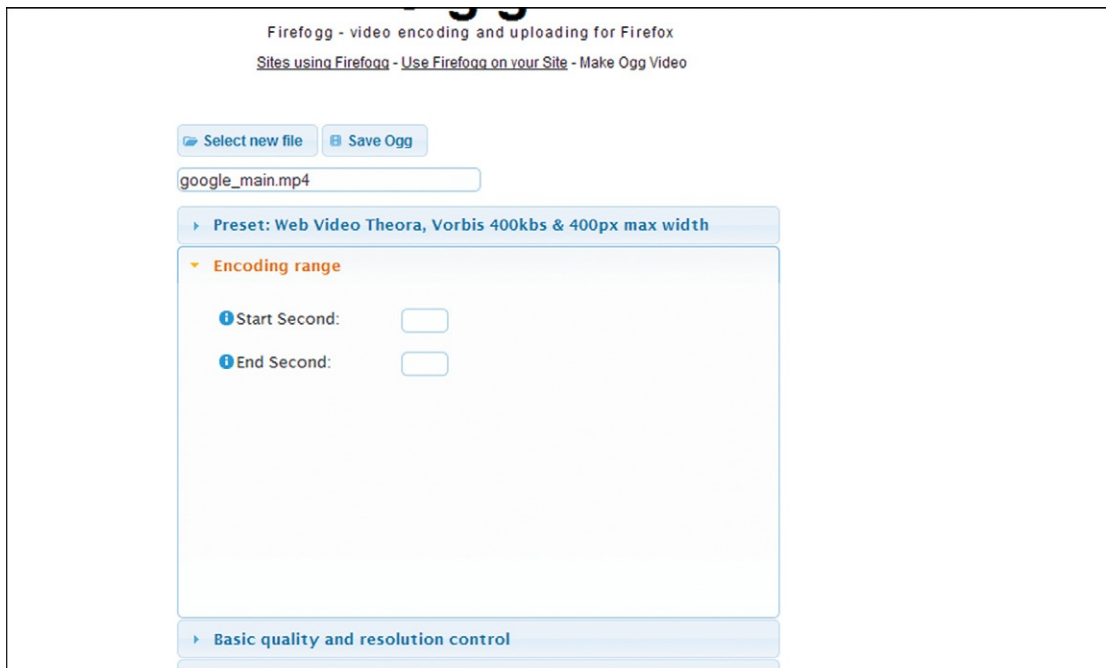 Firefogg - video encoding and uploading for Firefox
Sites using Firefogg - Use Firefogg on your Site - Make Ogg Video
Select new file Save Ogg
google_main.mp4
Preset: Web Video Theora, Vorbis 400kbs & 400px max width
Encoding range
Start Second:
End Second:
Basic quality and resolution control